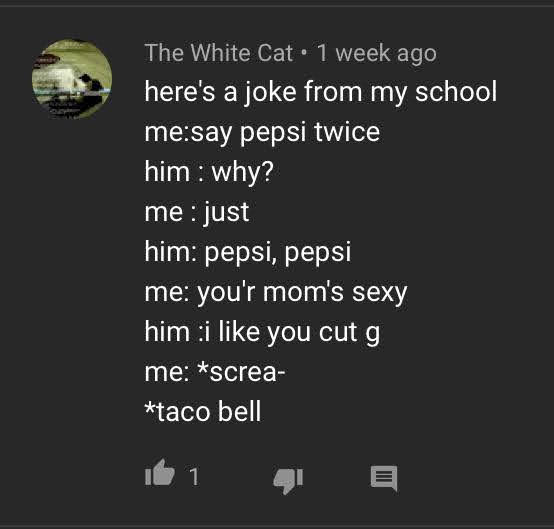 The White Cat • 1 week ago
here's a joke from my school
me:say pepsi twice
him : why?
me : just
him: pepsi, pepsi
me: you'r mom's sexy
him :i like you cut g
me: *screa-
*taco bell
1